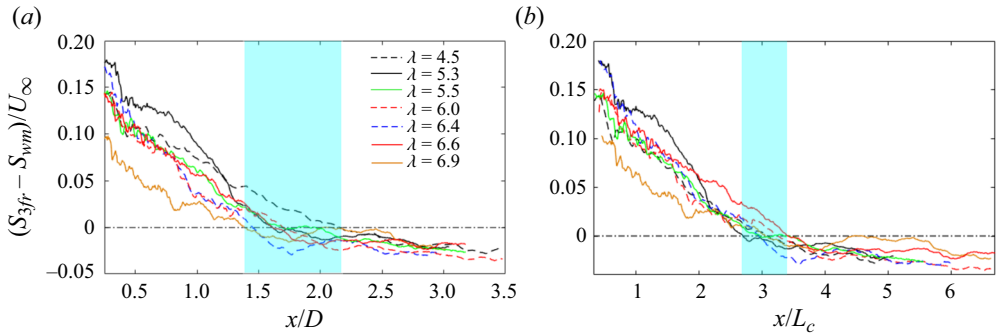 (a)
(b)
(S3fr – Swm)/U∞
0.20
0.15
0.10
0.05
0
–0.05
0.5 1.0 1.5 2.0 2.5 3.0 3.5
x/D
λ = 4.5
λ = 5.3
λ = 5.5
λ = 6.0
λ = 6.4
λ = 6.6
λ = 6.9
0.20
0.15
0.10
0.05
0
1 2 3 4 5 6
x/Lc